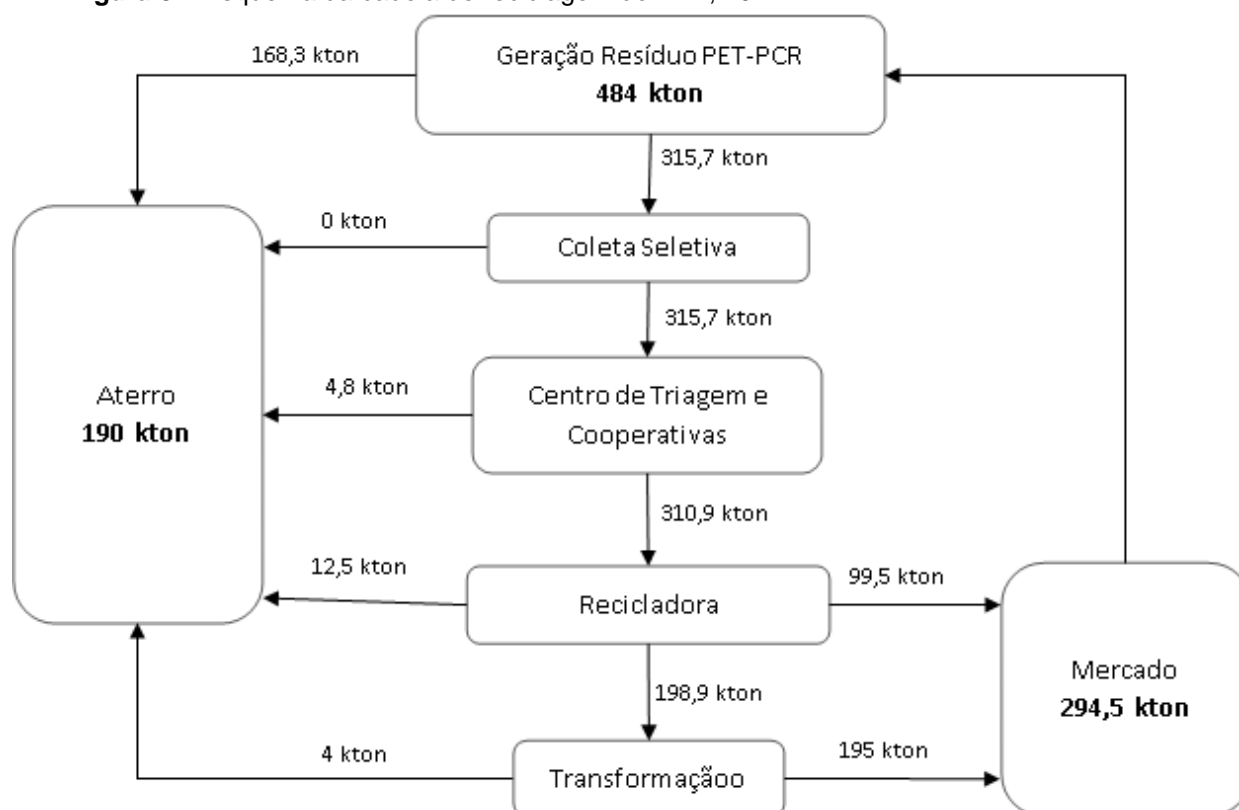 168,3 kton
Geração Resíduo PET-PCR
484 kton
315,7 kton
0 kton
Coleta Seletiva
315,7 kton
Aterro
190 kton
4,8 kton
Centro de Triagem e
Cooperativas
310,9 kton
12,5 kton
Recicladora
99,5 kton
Mercado
294,5 kton
198,9 kton
4 kton
Transformaçãoo
195 kton